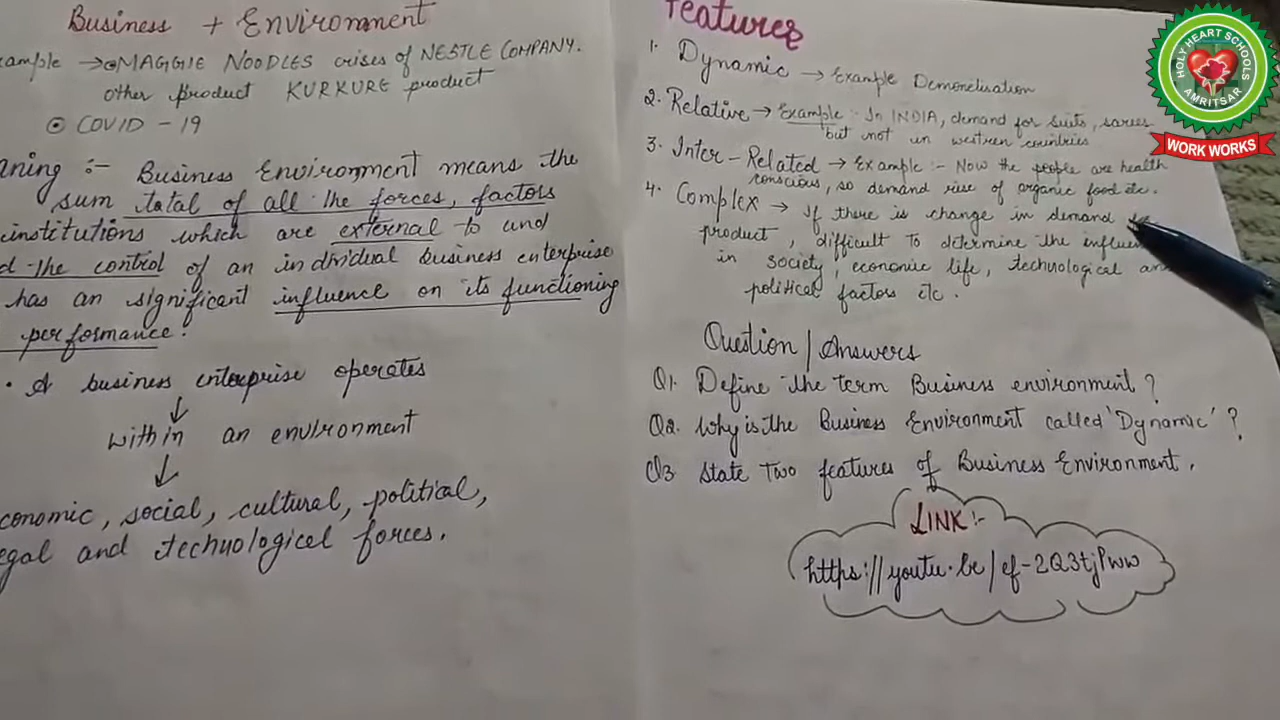 Business + Environment
ample → ⊙ MAGGIE NOODLES crises of NESTLE COMPANY.
other product KURKURE product
⊙ COVID - 19
aning :- Business Environment means the
sum total of all the forces, factors
institutions which are external to and
d the control of an individual business enterprise
has an significant influence on its functioning
performance.
• A business enterprise operates
↓
within an environment
↓
conomic, social, cultural, political,
egal and technological forces.
Features
1. Dynamic → Example Demonelisation
2. Relative → Example :- In INDIA, demand for suits, sarees
but not in western countries
3. Inter-Related → Example :- Now the people are health
conscious, so demand rise of organic food etc.
4. Complex → If there is change in demand
product, difficult to determine the influen
in society, economic life, technological an
political factors etc.
Question/Answers
Q1. Define the term Business environment?
Q2. Why is the Business Environment called 'Dynamic'?
Q3 State Two features of Business Environment.
LINK:-
https://youtu.be/ef-2Q3tjPww
HOLY HEART SCHOOLS
AMRITSAR
WORK WORKS